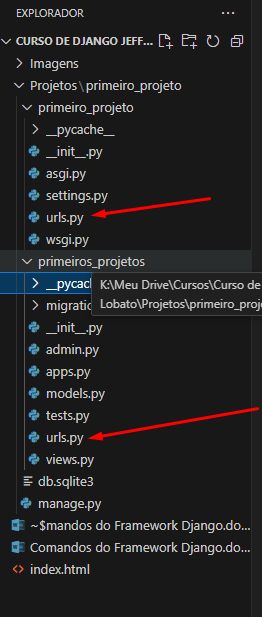 EXPLORADOR
CURSO DE DJANGO JEFF...
Imagens
Projetos \ primeiro_projeto
primeiro_projeto
__pycache__
__init__.py
asgi.py
settings.py
urls.py
wsgi.py
primeiros_projetos
__pycac
K:\Meu Drive\Cursos\Curso de
migratic
Lobato\Projetos\primeiro_proje
__init__.py
admin.py
apps.py
models.py
tests.py
urls.py
views.py
db.sqlite3
manage.py
~$mandos do Framework Django.do...
Comandos do Framework Django.do...
index.html